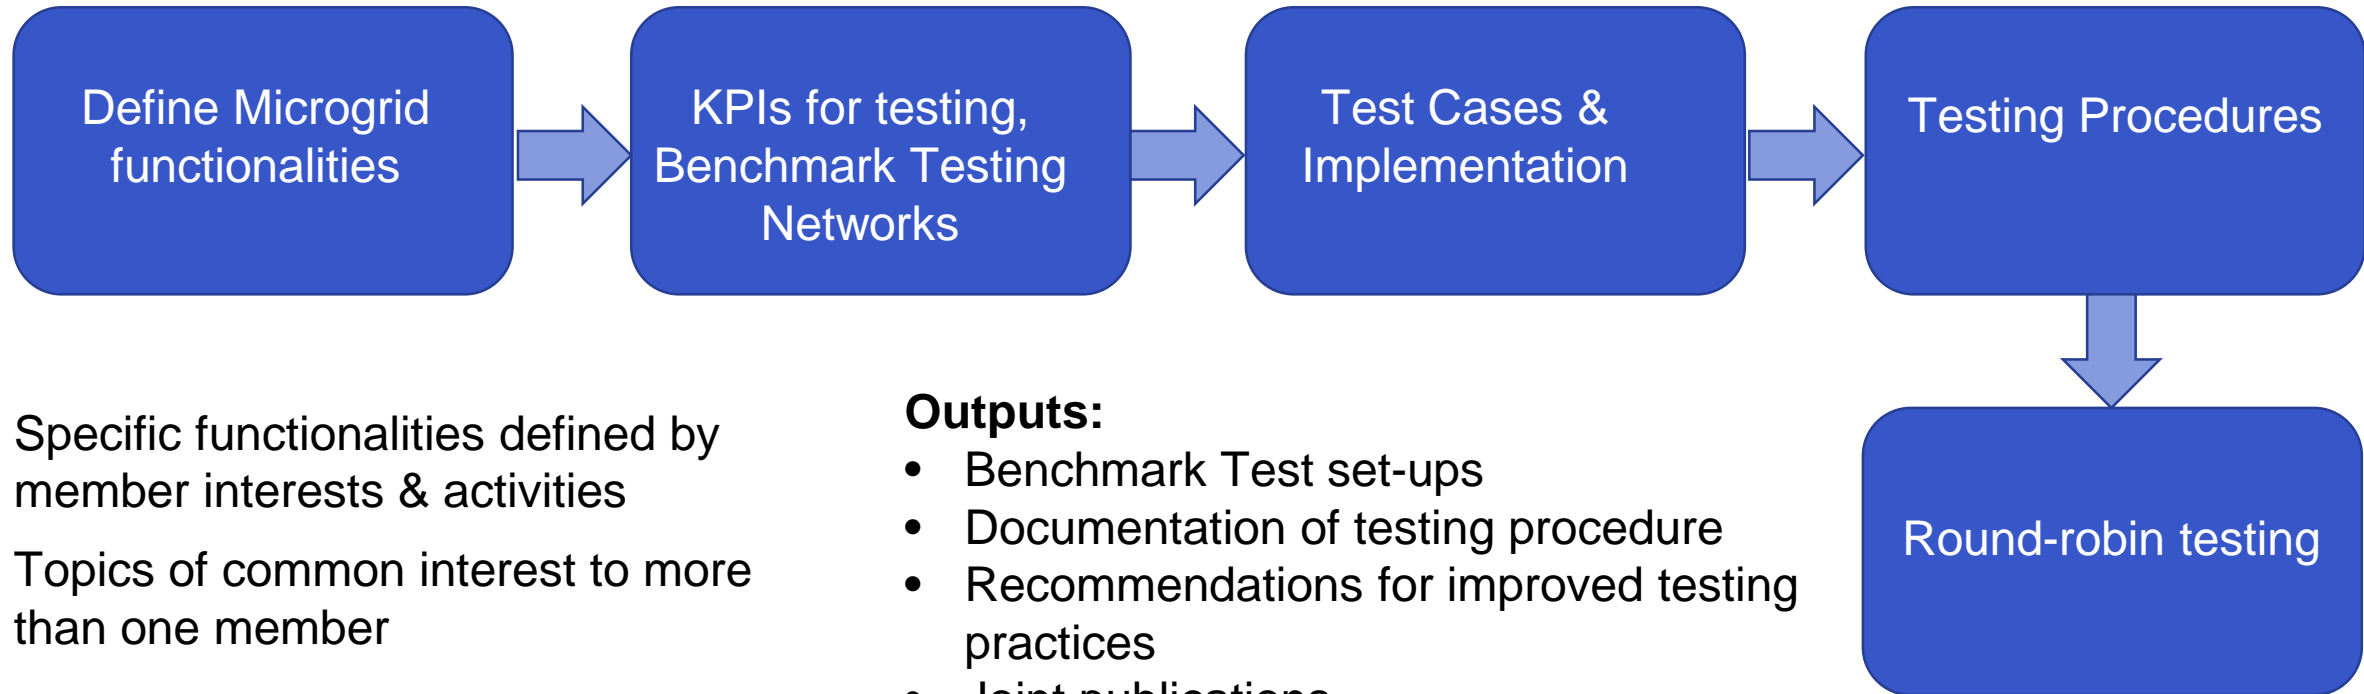 Define Microgrid
functionalities
KPIs for testing,
Benchmark Testing
Networks
Test Cases &
Implementation
Testing Procedures
Round-robin testing
Specific functionalities defined by
member interests & activities
Topics of common interest to more
than one member
Outputs:
• Benchmark Test set-ups
• Documentation of testing procedure
• Recommendations for improved testing
practices
• Joint publications